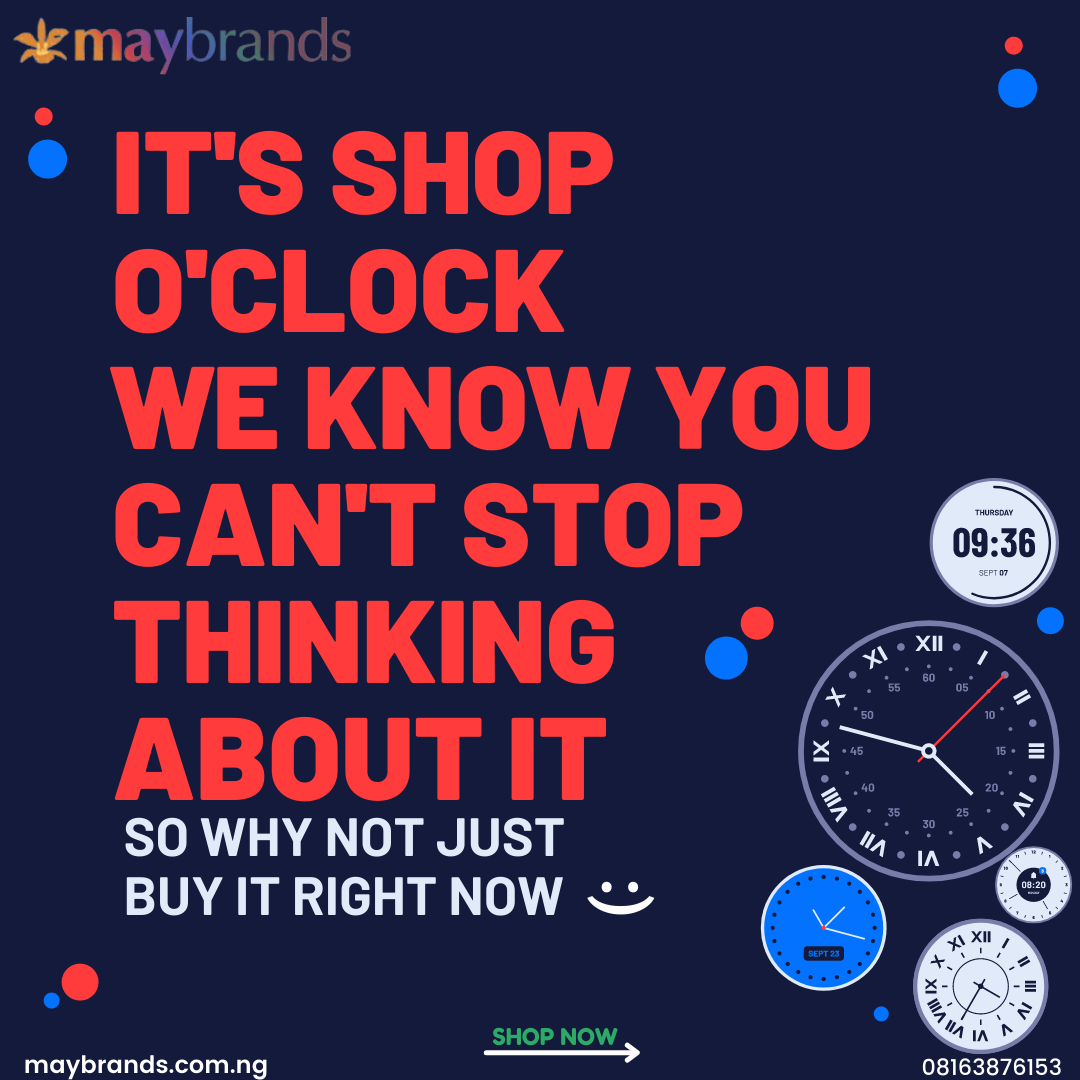 maybrands
IT'S SHOP
O'CLOCK
WE KNOW YOU
CAN'T STOP
THINKING
ABOUT IT
SO WHY NOT JUST
BUY IT RIGHT NOW
THURSDAY
09:36
SEPT 07
XII
I
II
III
IV
V
VI
VII
VIII
IX
X
XI
60
05
10
15
20
25
30
35
40
45
50
55
08:20
SEPT 23
XII
I
II
III
IV
V
VI
VII
VIII
IX
X
XI
SHOP NOW
maybrands.com.ng
08163876153